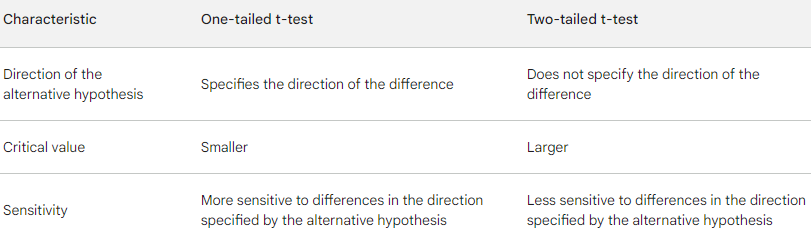 Characteristic One-tailed t-test Two-tailed t-test
Direction of the
alternative hypothesis
Specifies the direction of the difference
Does not specify the direction of the
difference
Critical value Smaller Larger
Sensitivity
More sensitive to differences in the direction
specified by the alternative hypothesis
Less sensitive to differences in the direction
specified by the alternative hypothesis